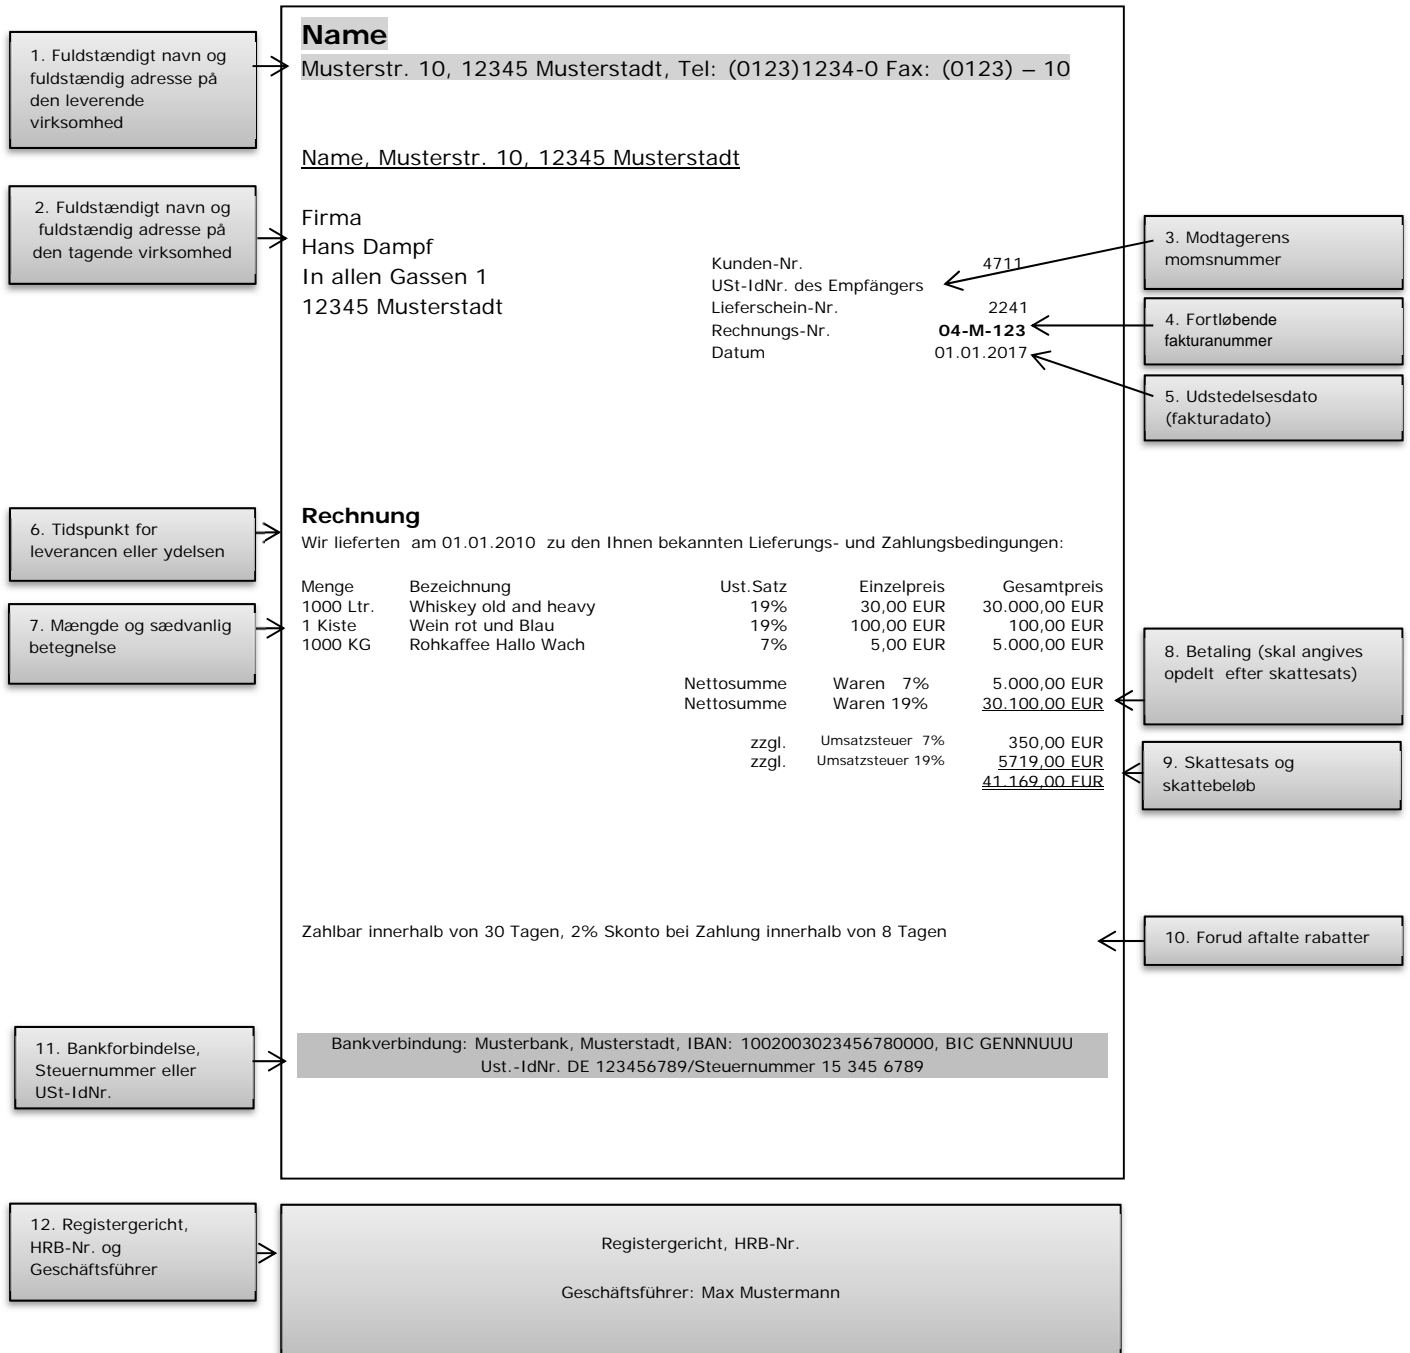 Name
Musterstr. 10, 12345 Musterstadt, Tel: (0123)1234-0 Fax: (0123) – 10
1. Fuldstændigt navn og
fuldstændig adresse på
den leverende
virksomhed
Name, Musterstr. 10, 12345 Musterstadt
2. Fuldstændigt navn og
fuldstændig adresse på
den tagende virksomhed
Firma
Hans Dampf
In allen Gassen 1
12345 Musterstadt
Kunden-Nr. 4711
USt-IdNr. des Empfängers
Lieferschein-Nr. 2241
Rechnungs-Nr. 04-M-123
Datum 01.01.2017
3. Modtagerens
momsnummer
4. Fortløbende
fakturanummer
5. Udstedelsesdato
(fakturadato)
6. Tidspunkt for
leverancen eller ydelsen
Rechnung
Wir lieferten am 01.01.2010 zu den Ihnen bekannten Lieferungs- und Zahlungsbedingungen:
7. Mængde og sædvanlig
betegnelse
Menge Bezeichnung Ust.Satz Einzelpreis Gesamtpreis
1000 Ltr. Whiskey old and heavy 19% 30,00 EUR 30.000,00 EUR
1 Kiste Wein rot und Blau 19% 100,00 EUR 100,00 EUR
1000 KG Rohkaffee Hallo Wach 7% 5,00 EUR 5.000,00 EUR
Nettosumme Waren 7% 5.000,00 EUR
Nettosumme Waren 19% 30.100,00 EUR
8. Betaling (skal angives
opdelt efter skattesats)
zzgl. Umsatzsteuer 7% 350,00 EUR
zzgl. Umsatzsteuer 19% 5719,00 EUR
41.169,00 EUR
9. Skattesats og
skattebeløb
Zahlbar innerhalb von 30 Tagen, 2% Skonto bei Zahlung innerhalb von 8 Tagen
10. Forud aftalte rabatter
11. Bankforbindelse,
Steuernummer eller
USt-IdNr.
Bankverbindung: Musterbank, Musterstadt, IBAN: 1002003023456780000, BIC GENNNUUU
Ust.-IdNr. DE 123456789/Steuernummer 15 345 6789
12. Registergericht,
HRB-Nr. og
Geschäftsführer
Registergericht, HRB-Nr.
Geschäftsführer: Max Mustermann